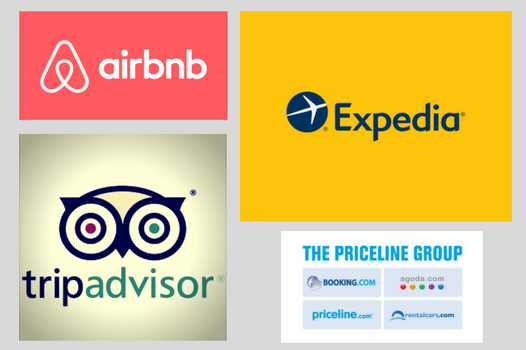 airbnb
Expedia®
tripadvisor®
THE PRICELINE GROUP
BOOKING.COM
agoda.com
priceline.com®
rentalcars.com